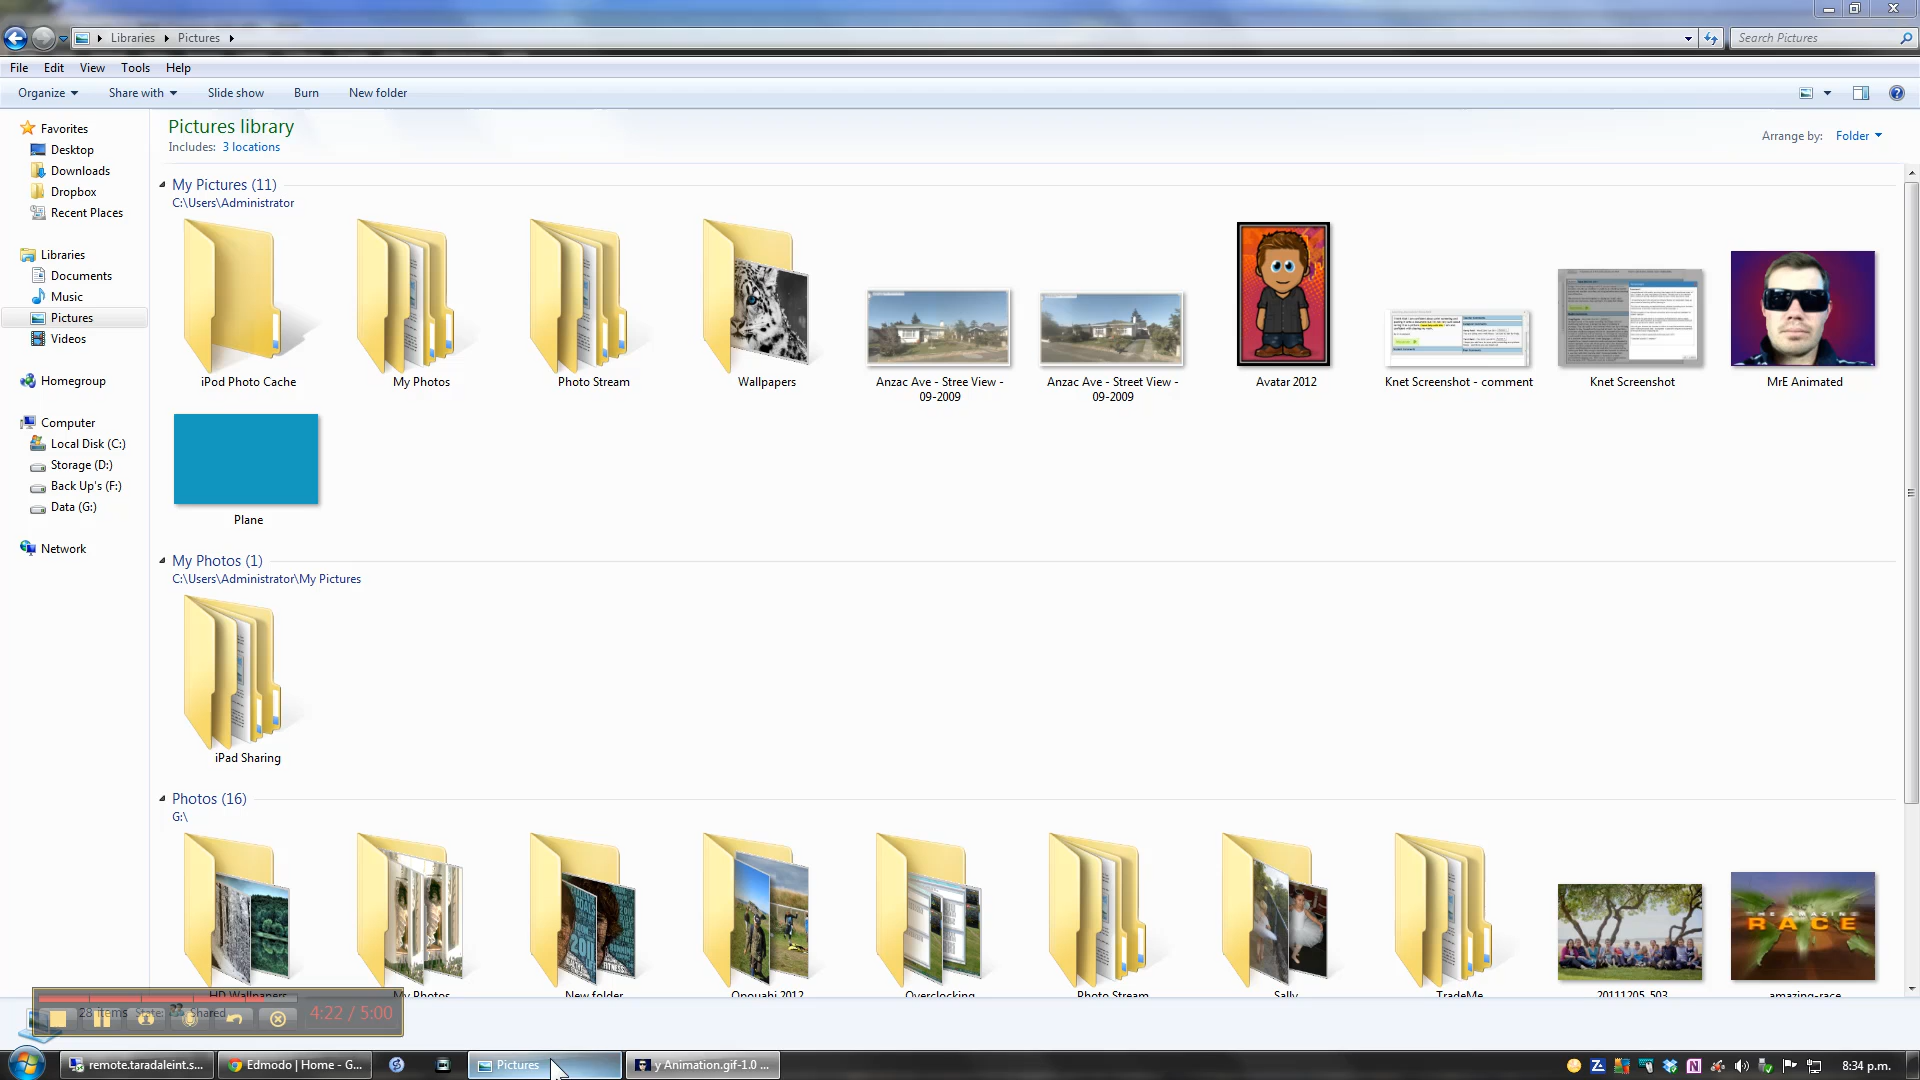 Libraries Pictures
Search Pictures
File Edit View Tools Help
Organize Share with Slide show Burn New folder
Pictures library
Includes: 3 locations
Arrange by: Folder
Favorites
Desktop
Downloads
Dropbox
Recent Places
Libraries
Documents
Music
Pictures
Videos
Homegroup
Computer
Local Disk (C:)
Storage (D:)
Back Up's (F:)
Data (G:)
Network
My Pictures (11)
C:\Users\Administrator
iPod Photo Cache
My Photos
Photo Stream
Wallpapers
Anzac Ave - Stree View -
09-2009
Anzac Ave - Street View -
09-2009
Avatar 2012
Knet Screenshot - comment
Knet Screenshot
MrE Animated
Plane
My Photos (1)
C:\Users\Administrator\My Pictures
iPad Sharing
Photos (16)
G:\
THE AMAZING
RACE
HD Wallpapers
My Photos
New folder
Opouahi 2012
Overclocking
Photo Stream
Sally
TradeMe
20111205_503
amazing-race
28 items State: Shared
4:22 / 5:00
remote.taradaleint.s...
Edmodo | Home - G...
Pictures
y Animation.gif-1.0 ...
8:34 p.m.